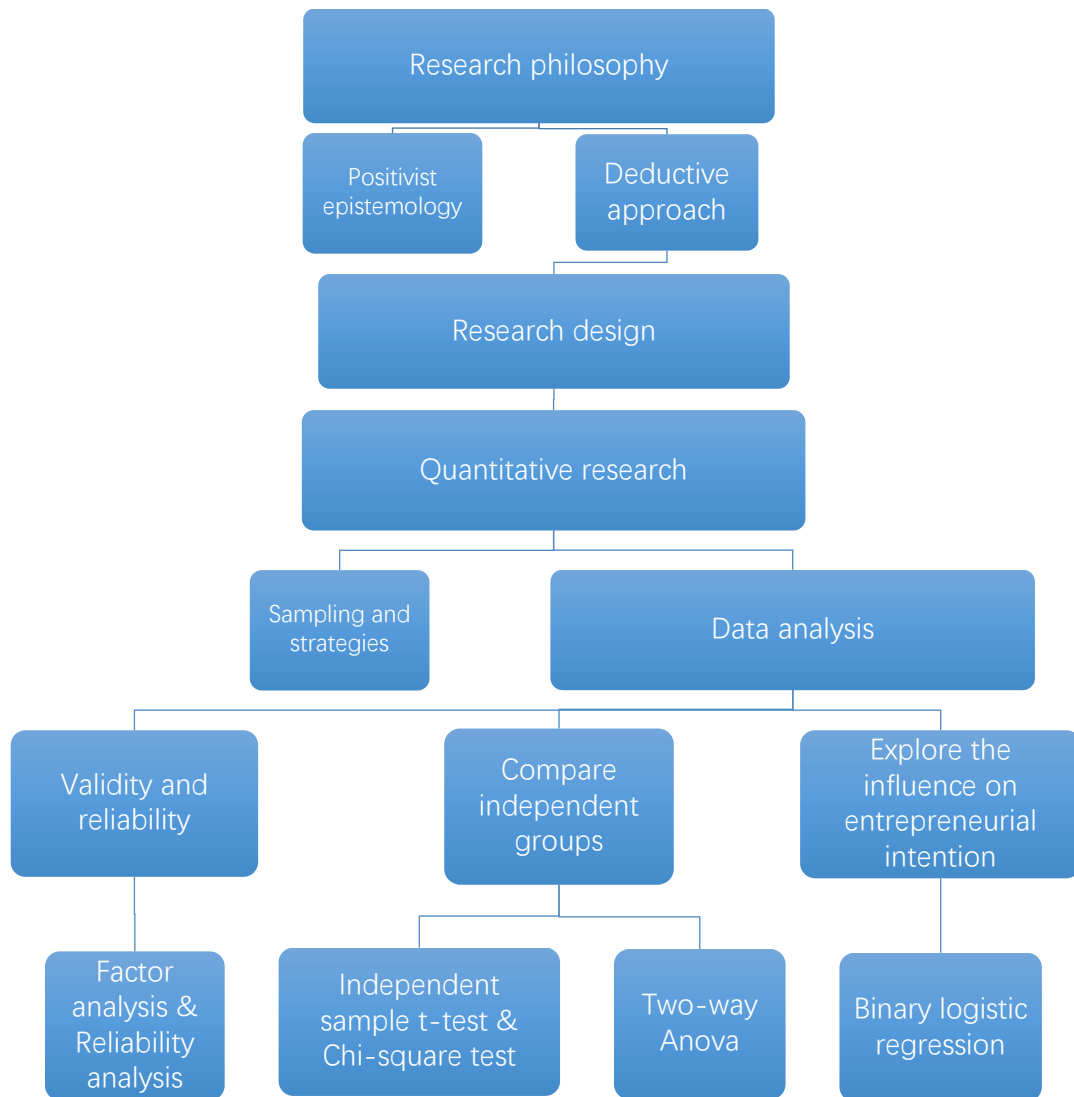 Research philosophy
Positivist
epistemology
Deductive
approach
Research design
Quantitative research
Sampling and
strategies
Data analysis
Validity and
reliability
Compare
independent
groups
Explore the
influence on
entrepreneurial
intention
Factor
analysis &
Reliability
analysis
Independent
sample t-test &
Chi-square test
Two-way
Anova
Binary logistic
regression